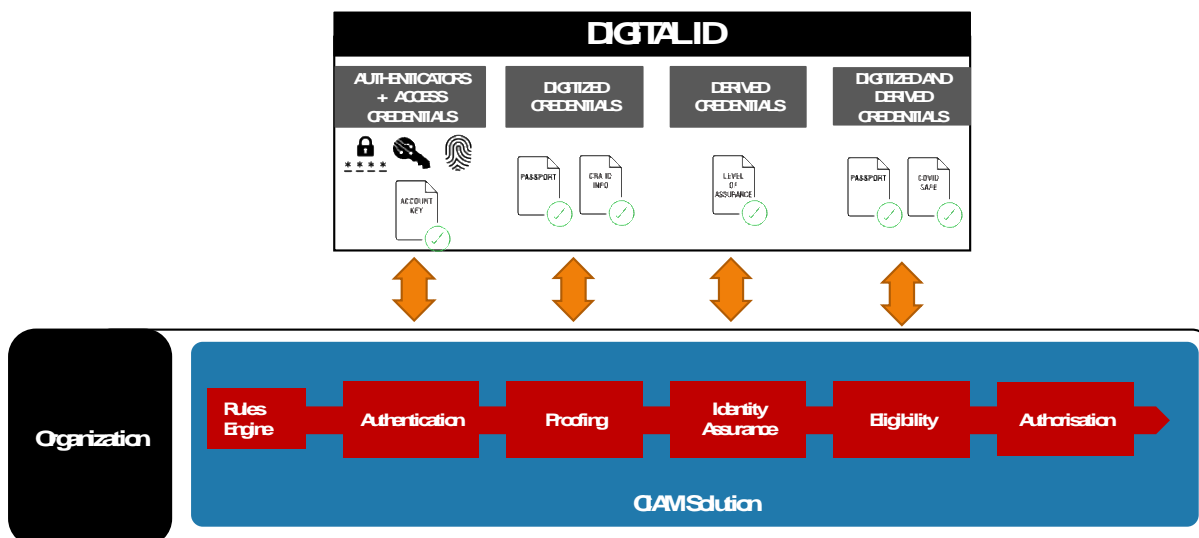 DIGITAL ID
AUTHENTICATORS
+ ACCESS
CREDENTIALS
DIGITIZED
CREDENTIALS
DERIVED
CREDENTIALS
DIGITIZED AND
DERIVED
CREDENTIALS
* * * *
ACCOUNT
KEY
PASSPORT
CRA ID
INFO
LEVEL
OF
ASSURANCE
PASSPORT
COVID
SAFE
Organization
Rules
Engine
Authentication
Proofing
Identity
Assurance
Eligibility
Authorisation
CIAM Solution